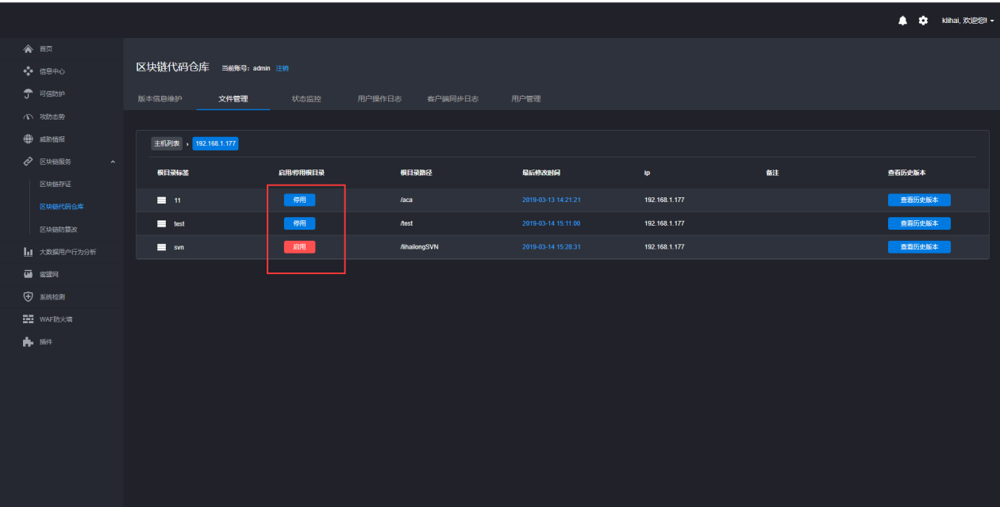 klihai, 欢迎您!
首页
信息中心
可信防护
攻防态势
威胁情报
区块链服务
区块链存证
区块链代码仓库
区块链防篡改
大数据用户行为分析
蜜罐网
系统检测
WAF防火墙
插件
区块链代码仓库 当前账号：admin 注销
版本信息维护 文件管理 状态监控 用户操作日志 客户端同步日志 用户管理
主机列表 › 192.168.1.177
根目录标签 启用/停用根目录 根目录路径 最后修改时间 ip 备注 查看历史版本
11 停用 /aca 2019-03-13 14:21:21 192.168.1.177 查看历史版本
test 停用 /test 2019-03-14 15:11:00 192.168.1.177 查看历史版本
svn 启用 /lihailongSVN 2019-03-14 15:28:31 192.168.1.177 查看历史版本